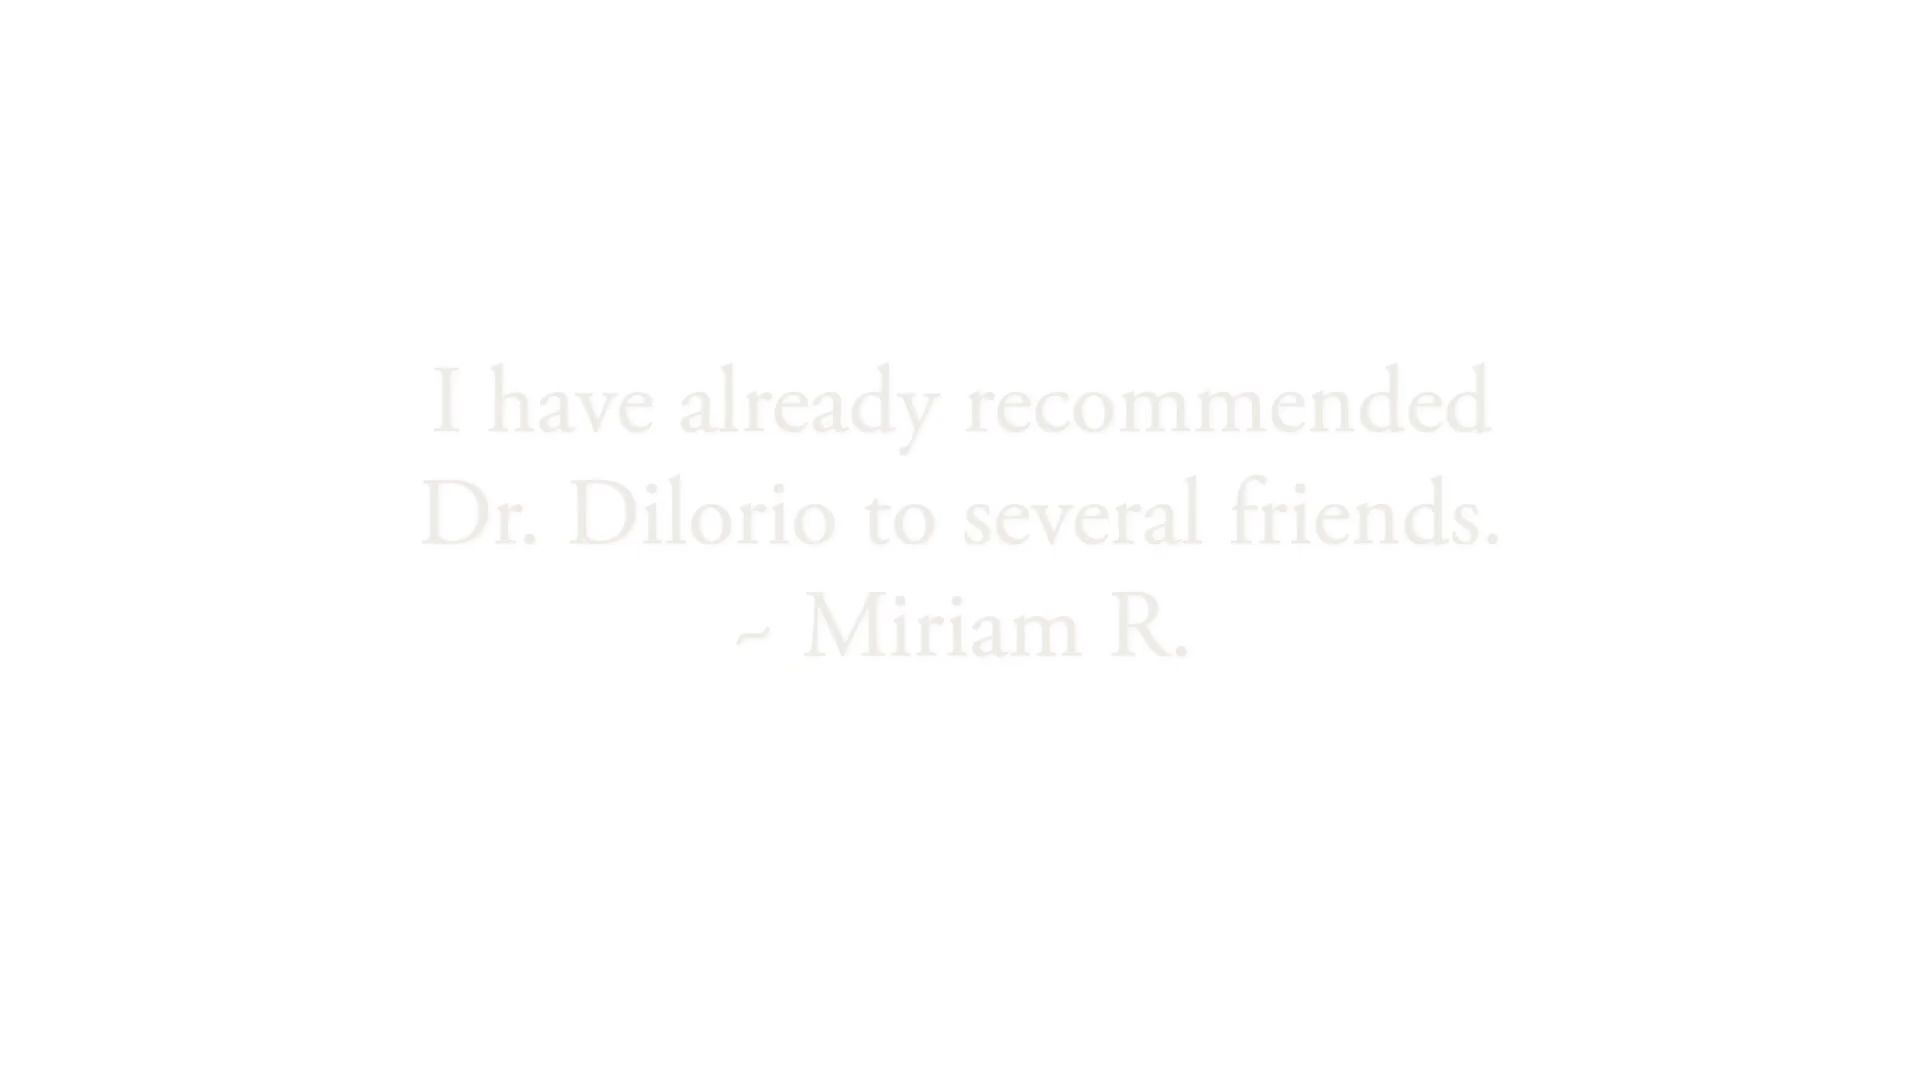 I have already recommended
Dr. Dilorio to several friends.
~ Miriam R.